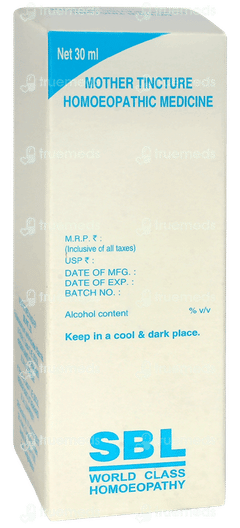 Net 30 ml
MOTHER TINCTURE
HOMOEOPATHIC MEDICINE
M.R.P. ₹ :
(Inclusive of all taxes)
USP ₹ :
DATE OF MFG. :
DATE OF EXP. :
BATCH NO. :
Alcohol content % v/v
Keep in a cool & dark place.
SBL
WORLD CLASS
HOMOEOPATHY